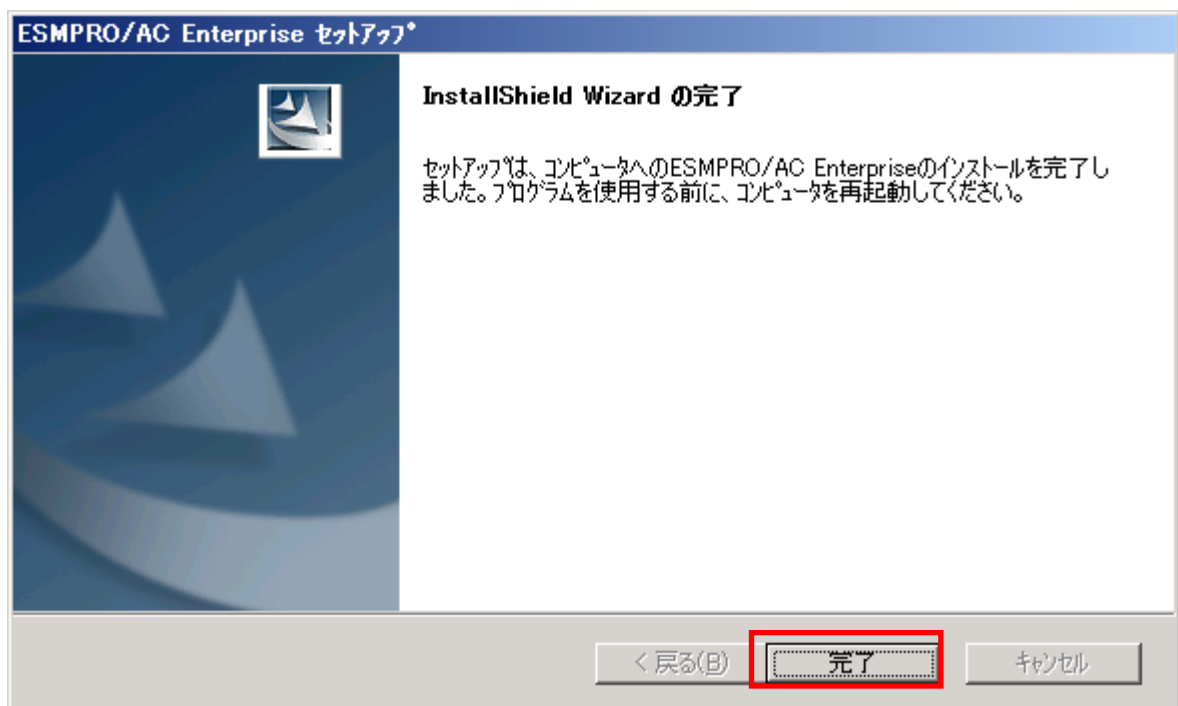 ESMPRO/AC Enterprise ｾｯﾄｱｯﾌﾟ
InstallShield Wizard の完了
ｾｯﾄｱｯﾌﾟは、ｺﾝﾋﾟｭｰﾀへのESMPRO/AC Enterpriseのｲﾝｽﾄｰﾙを完了し
ました。ﾌﾟﾛｸﾞﾗﾑを使用する前に、ｺﾝﾋﾟｭｰﾀを再起動してください。
< 戻る(B) 完了 ｷｬﾝｾﾙ